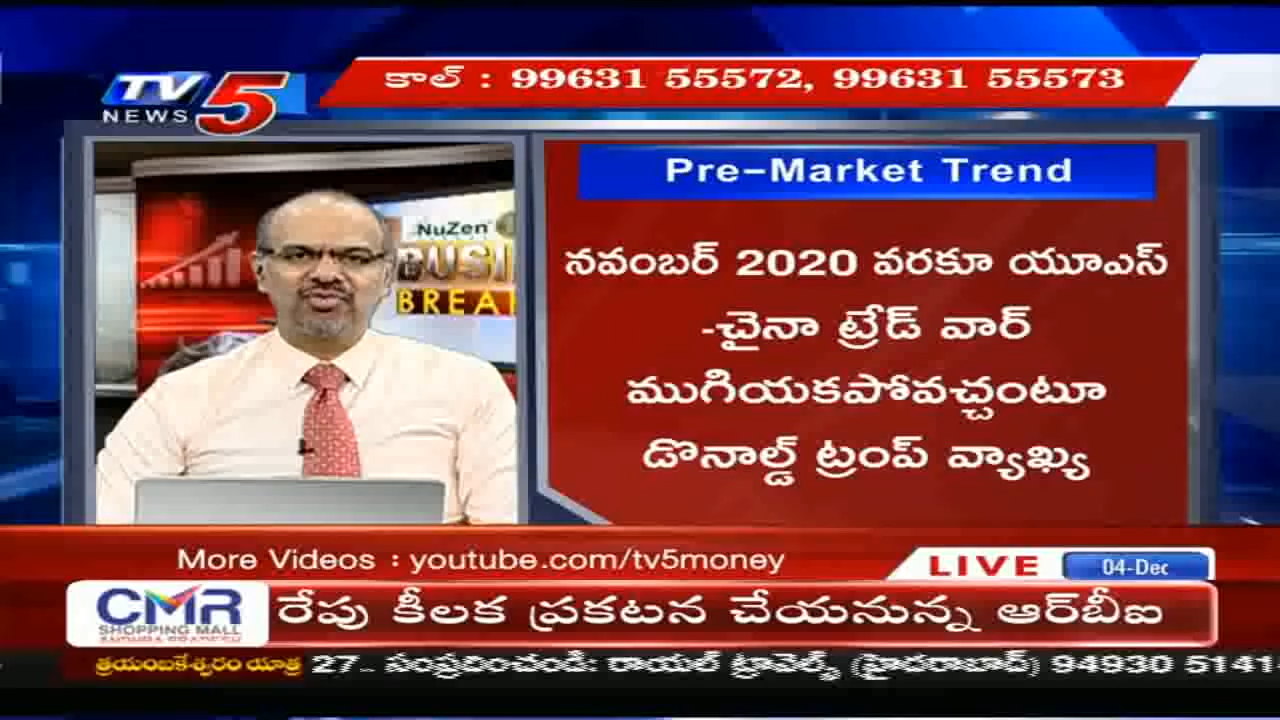 కాల్ : 99631 55572, 99631 55573
TV5
NEWS
Pre-Market Trend
NuZen
BUSI
BREA
నవంబర్ 2020 వరకూ యూఎస్
-చైనా ట్రేడ్ వార్
ముగియకపోవచ్చంటూ
డొనాల్డ్ ట్రంప్ వ్యాఖ్య
More Videos : youtube.com/tv5money
LIVE
04-Dec
CMR
SHOPPING MALL
రేపు కీలక ప్రకటన చేయనున్న ఆర్‌బీఐ
త్రయంబకేశ్వరం యాత్ర 27- సంప్రదించండి: రాయల్ ట్రావెల్స్ (హైదరాబాద్) 94930 5141